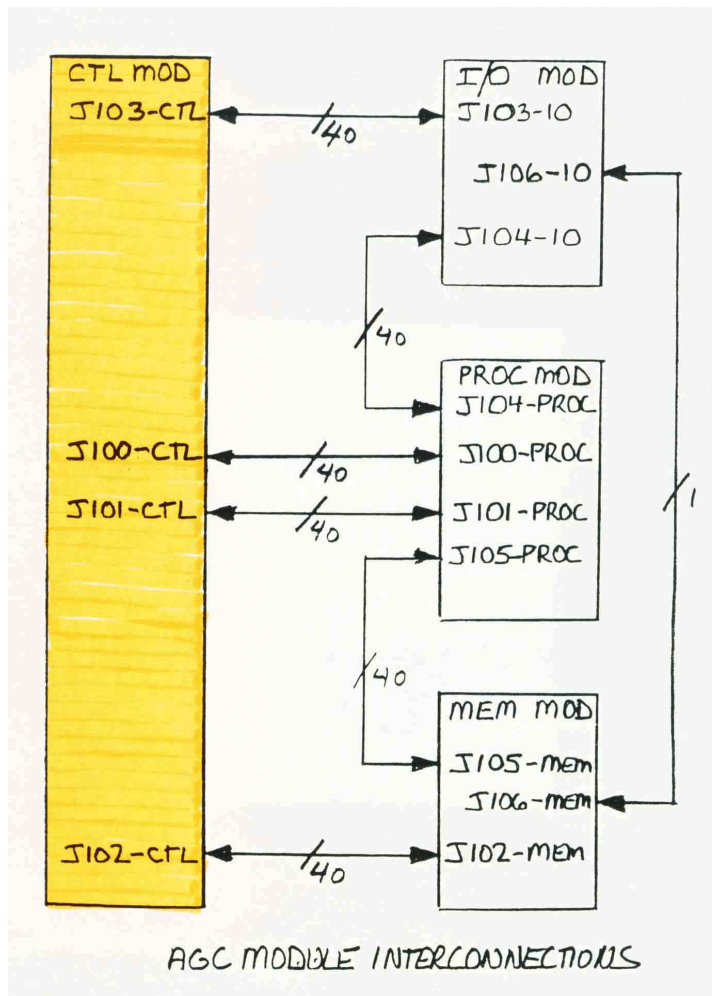 CTL MOD
J103-CTL
J100-CTL
J101-CTL
J102-CTL
40
40
40
40
40
40
1
I/O MOD
J103-IO
J106-IO
J104-IO
PROC MOD
J104-PROC
J100-PROC
J101-PROC
J105-PROC
MEM MOD
J105-MEM
J106-MEM
J102-MEM
AGC MODULE INTERCONNECTIONS